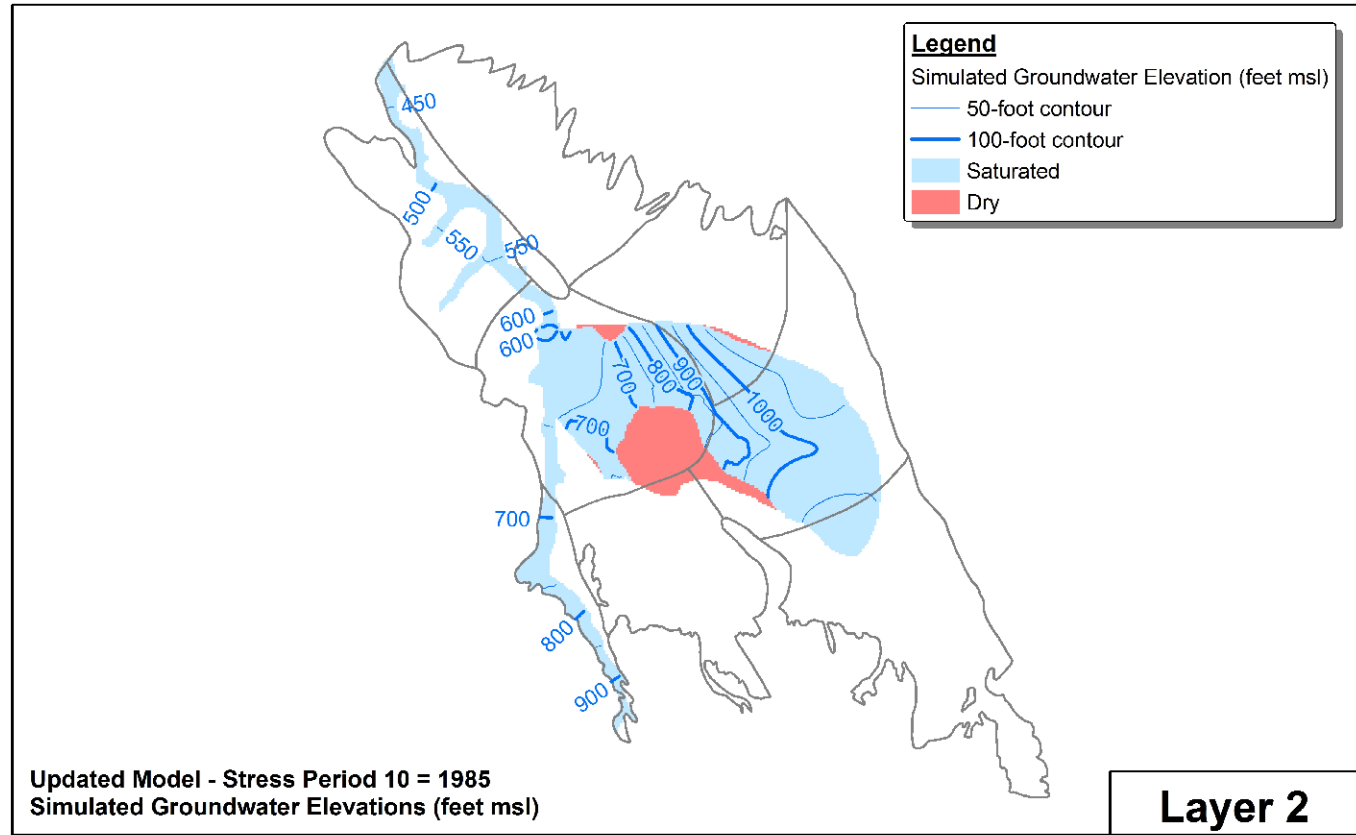 Legend
Simulated Groundwater Elevation (feet msl)
50-foot contour
100-foot contour
Saturated
Dry
450
500
550
550
600
600
700
800
900
1000
700
700
800
900
Updated Model - Stress Period 10 = 1985
Simulated Groundwater Elevations (feet msl)
Layer 2